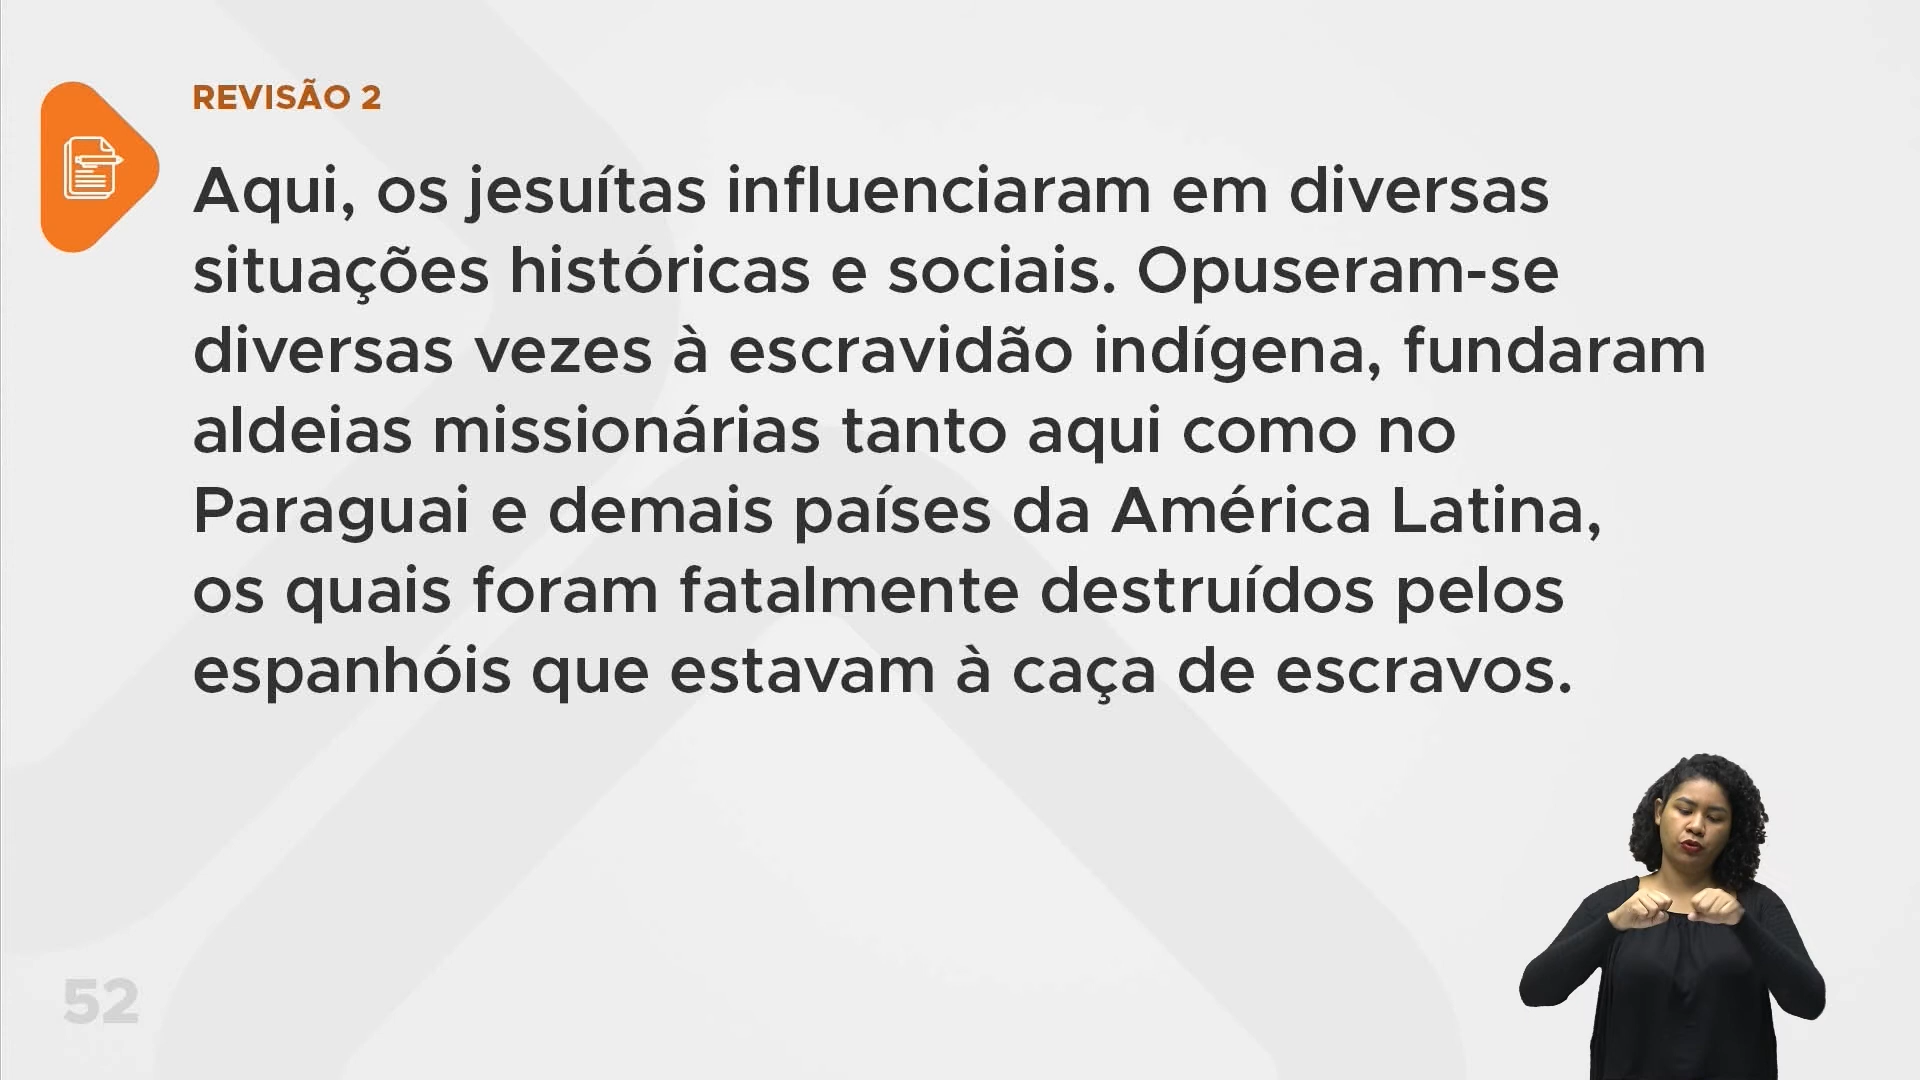 REVISÃO 2
Aqui, os jesuítas influenciaram em diversas
situações históricas e sociais. Opuseram-se
diversas vezes à escravidão indígena, fundaram
aldeias missionárias tanto aqui como no
Paraguai e demais países da América Latina,
os quais foram fatalmente destruídos pelos
espanhóis que estavam à caça de escravos.
52